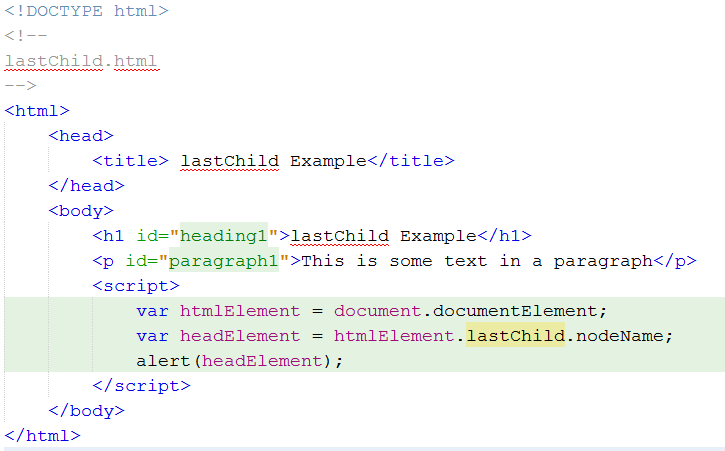 <!DOCTYPE html>
<!--
lastChild.html
-->
<html>
    <head>
        <title> lastChild Example</title>
    </head>
    <body>
        <h1 id="heading1">lastChild Example</h1>
        <p id="paragraph1">This is some text in a paragraph</p>
        <script>
            var htmlElement = document.documentElement;
            var headElement = htmlElement.lastChild.nodeName;
            alert(headElement);
        </script>
    </body>
</html>